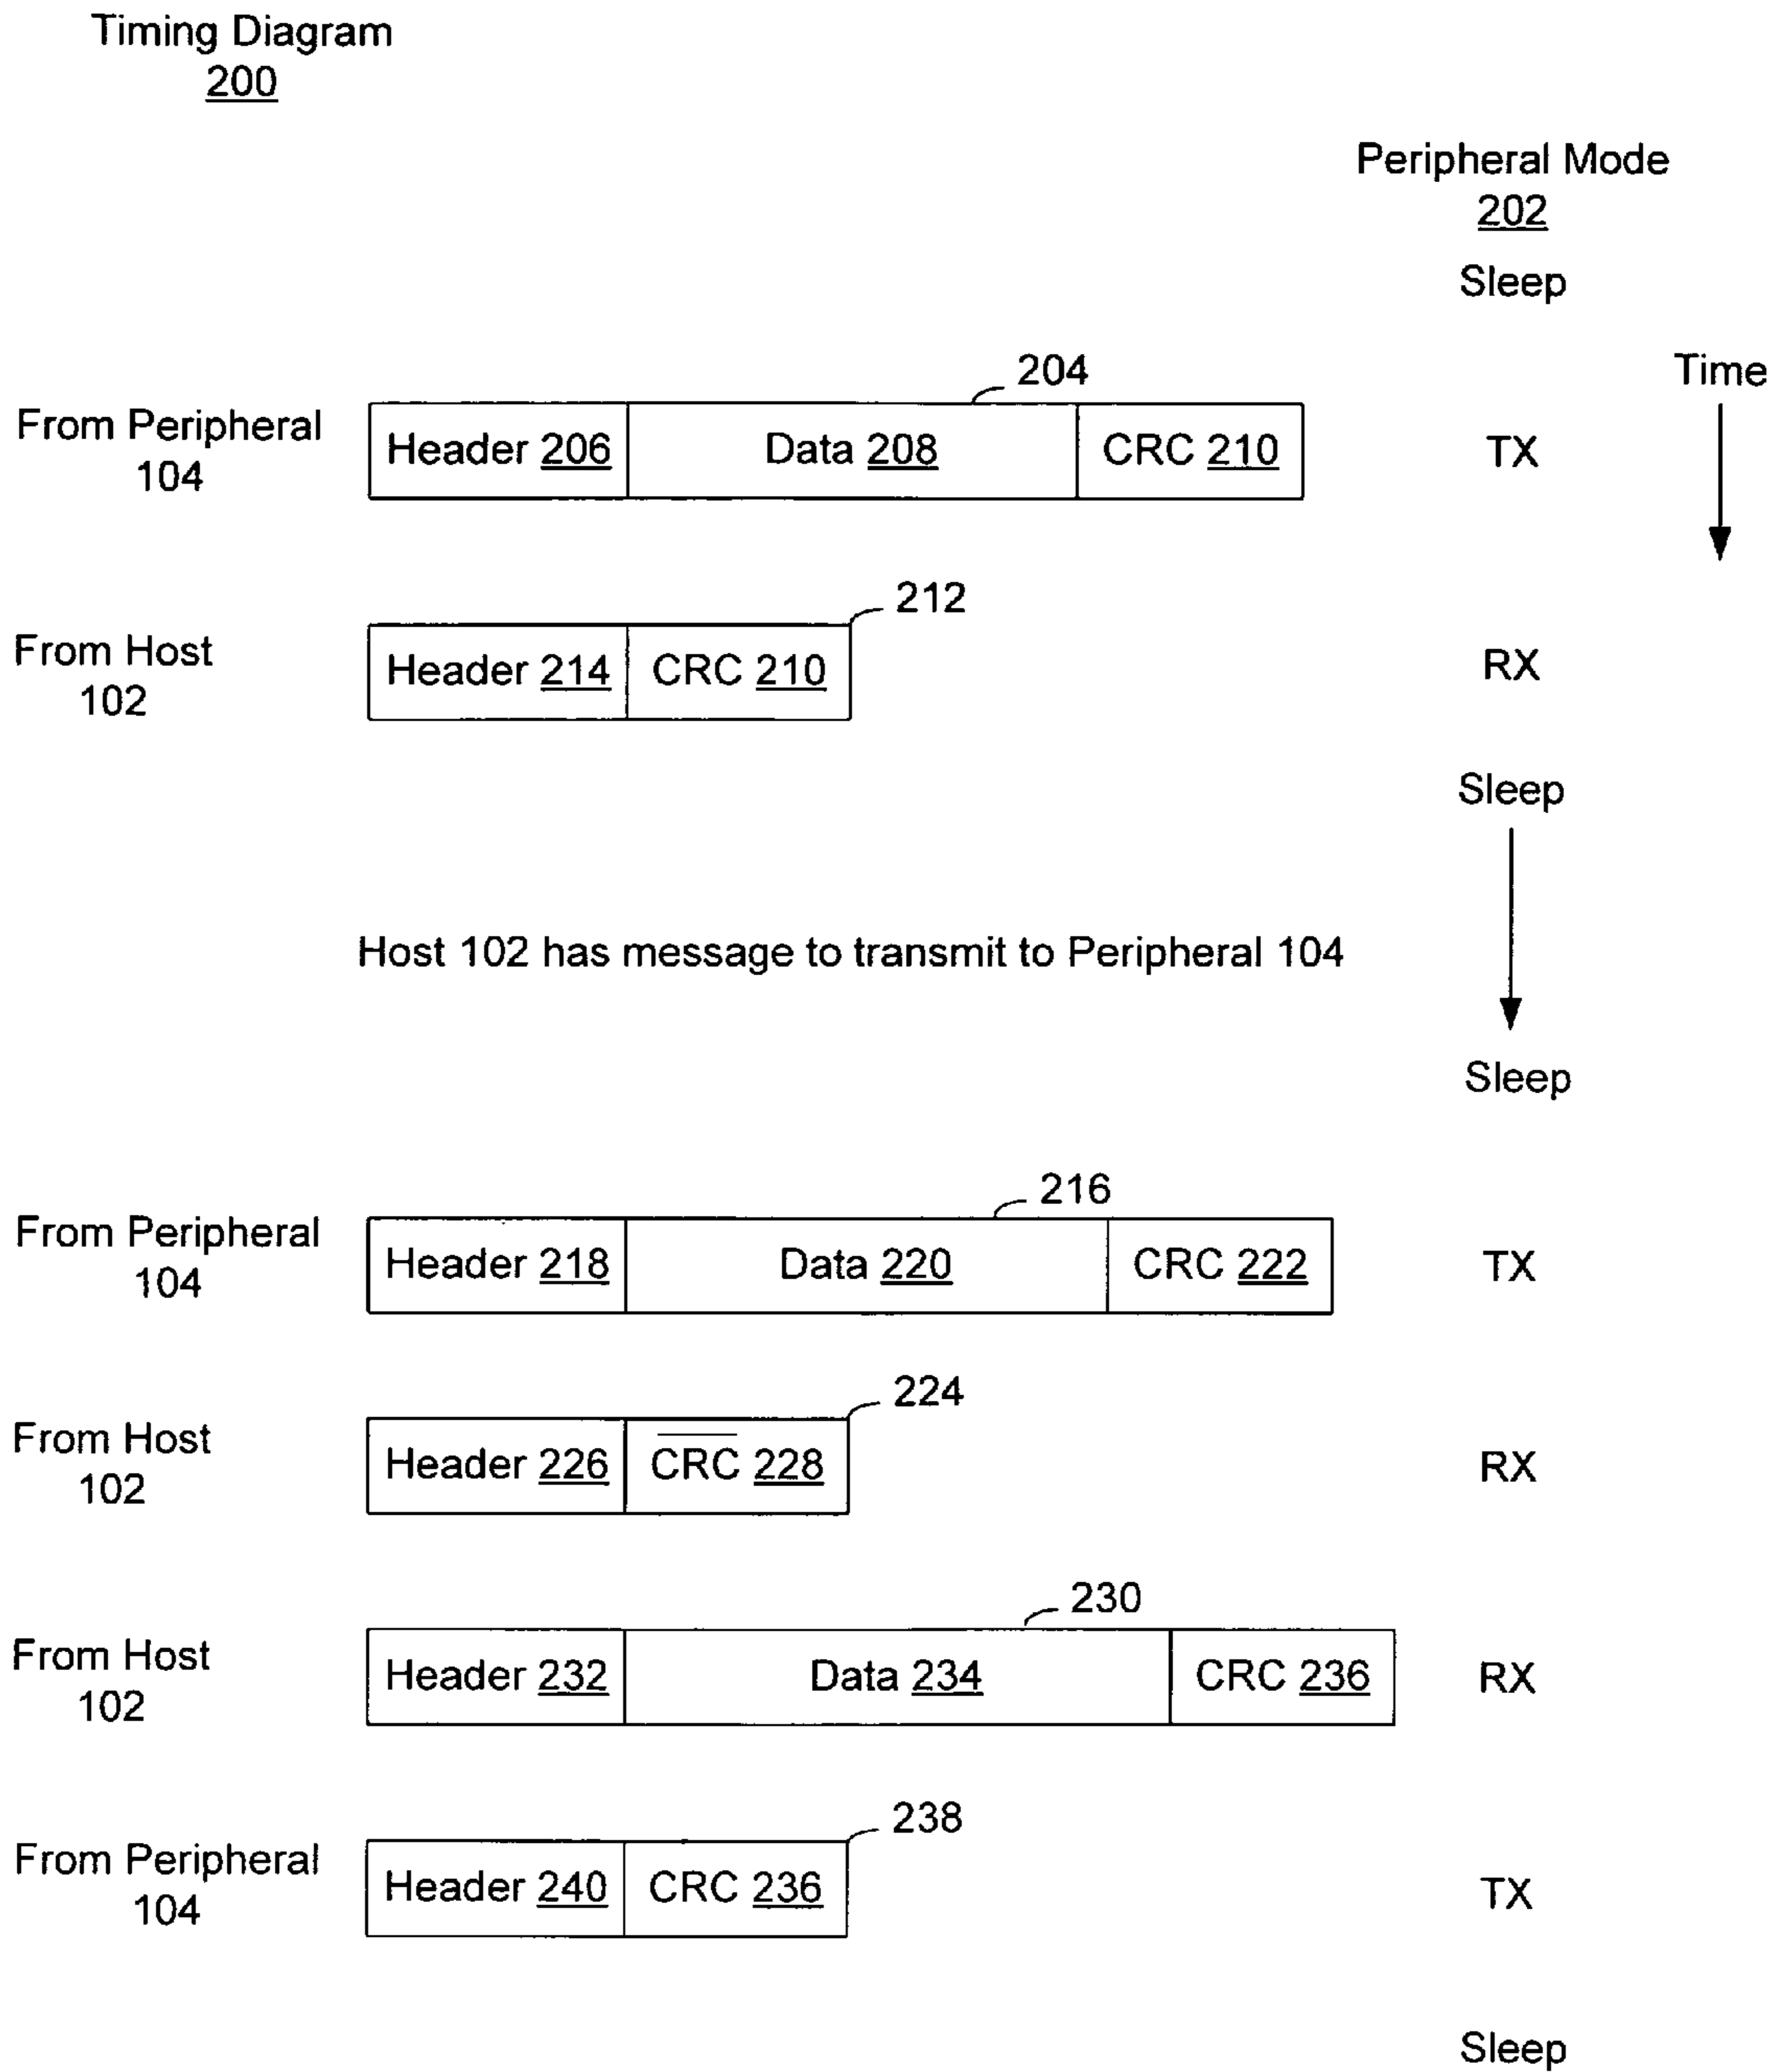 Timing Diagram
200
Peripheral Mode
202
Sleep
204
Time
From Peripheral
104
Header 206
Data 208
CRC 210
TX
212
From Host
102
Header 214
CRC 210
RX
Sleep
Host 102 has message to transmit to Peripheral 104
Sleep
216
From Peripheral
104
Header 218
Data 220
CRC 222
TX
224
From Host
102
Header 226
C̅R̅C̅ 228
RX
230
From Host
102
Header 232
Data 234
CRC 236
RX
238
From Peripheral
104
Header 240
CRC 236
TX
Sleep